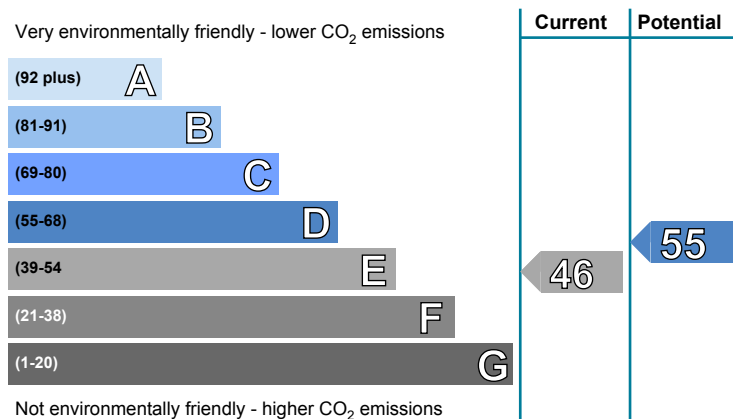 Very environmentally friendly - lower CO2 emissions
Current
Potential
(92 plus) A
(81-91) B
(69-80) C
(55-68) D
(39-54 E
(21-38) F
(1-20) G
46
55
Not environmentally friendly - higher CO2 emissions